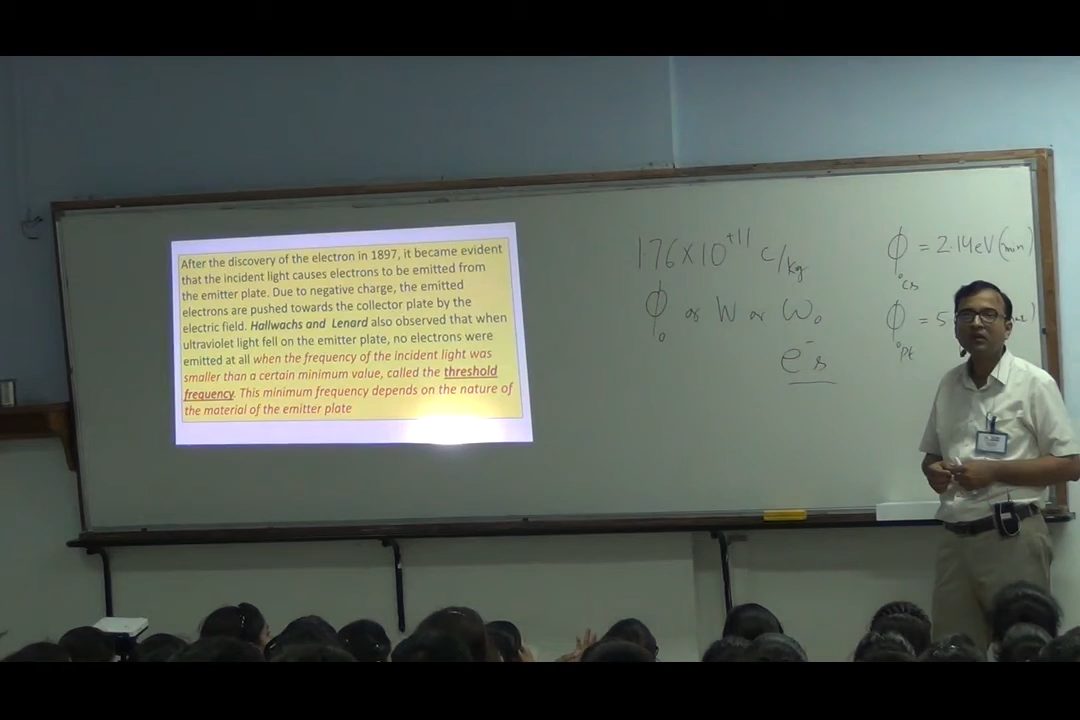 After the discovery of the electron in 1897, it became evident
that the incident light causes electrons to be emitted from
the emitter plate. Due to negative charge, the emitted
electrons are pushed towards the collector plate by the
electric field. Hallwachs and Lenard also observed that when
ultraviolet light fell on the emitter plate, no electrons were
emitted at all when the frequency of the incident light was
smaller than a certain minimum value, called the threshold
frequency. This minimum frequency depends on the nature of
the material of the emitter plate
1.76×10⁺¹¹ C/kg
ϕ₀ or W or ω₀
e⁻s
ϕ₀Cs = 2.14eV(min)
ϕ₀Pt = 5